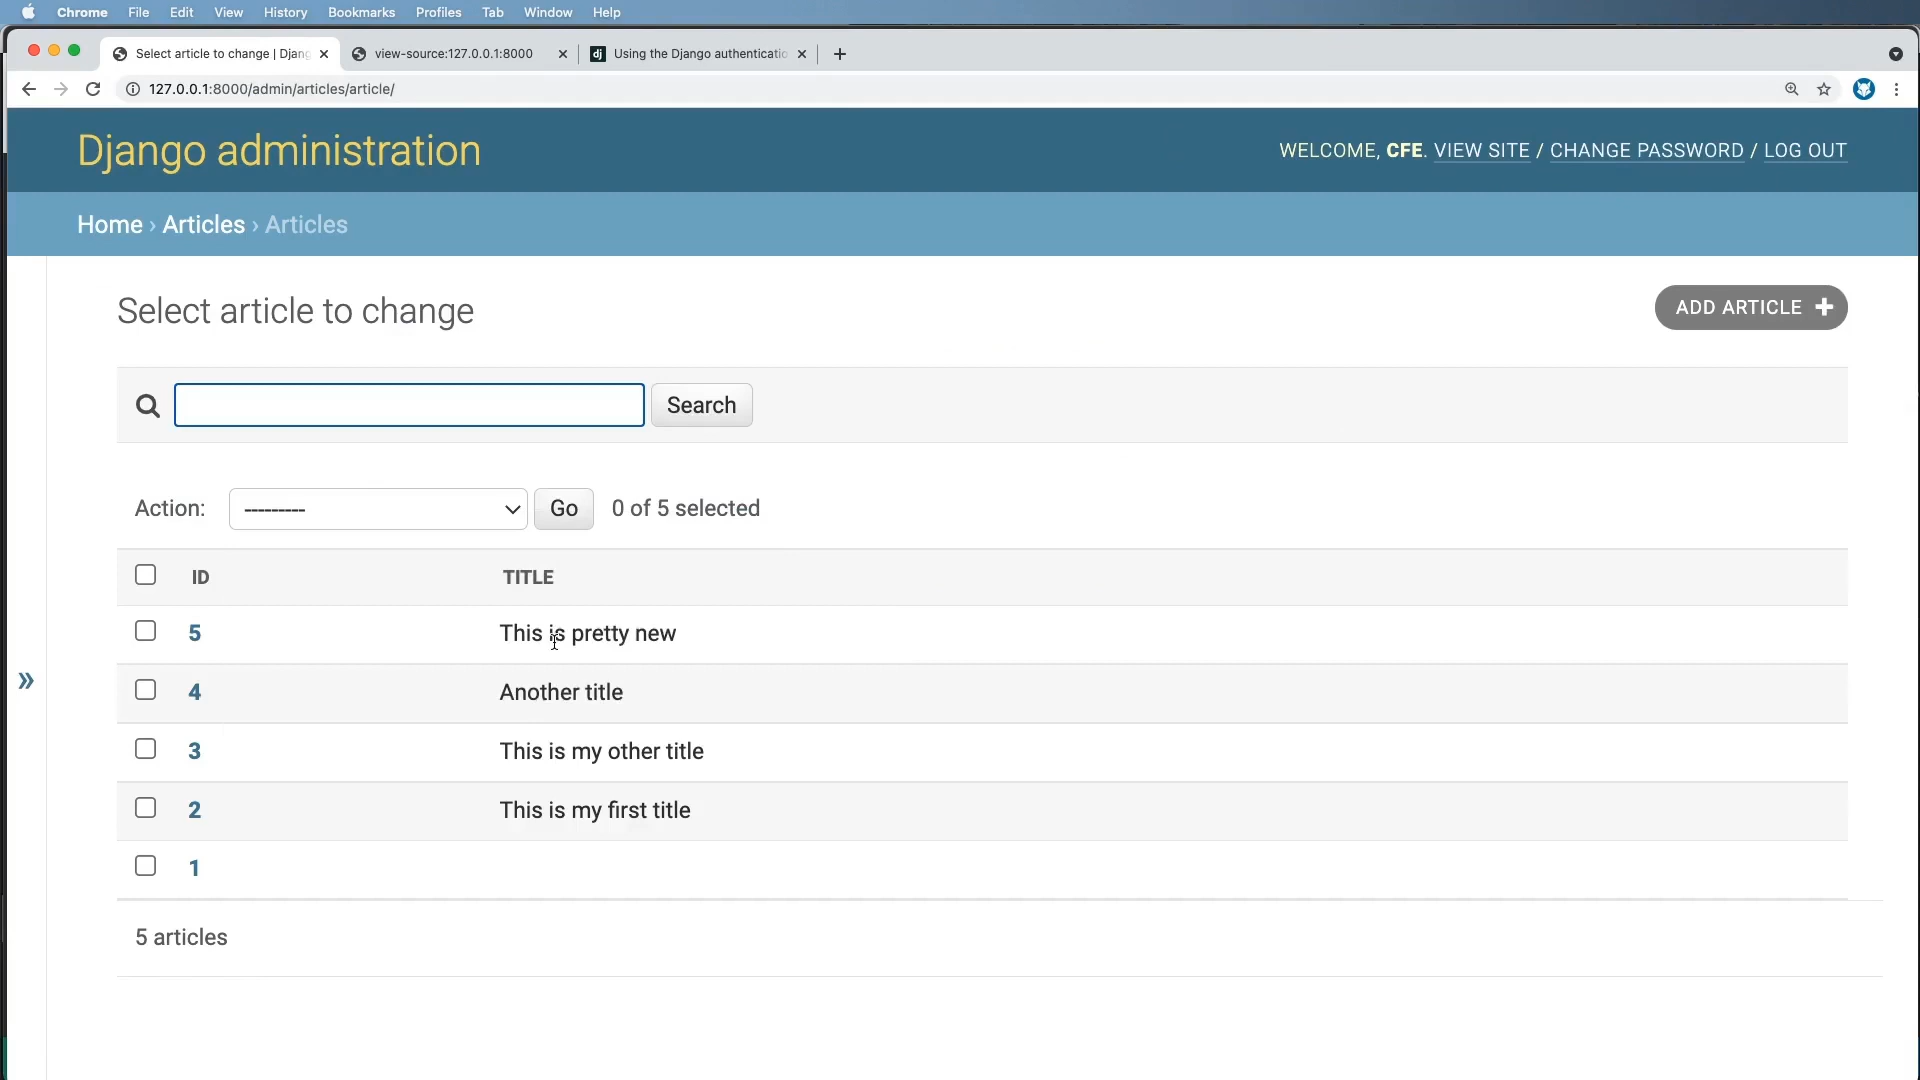 Chrome File Edit View History Bookmarks Profiles Tab Window Help
Select article to change | Djang view-source:127.0.0.1:8000 dj Using the Django authenticatio
127.0.0.1:8000/admin/articles/article/
Django administration
WELCOME, CFE. VIEW SITE / CHANGE PASSWORD / LOG OUT
Home › Articles › Articles
Select article to change
ADD ARTICLE +
Search
Action: --------- Go 0 of 5 selected
ID TITLE
5 This is pretty new
4 Another title
3 This is my other title
2 This is my first title
1
5 articles